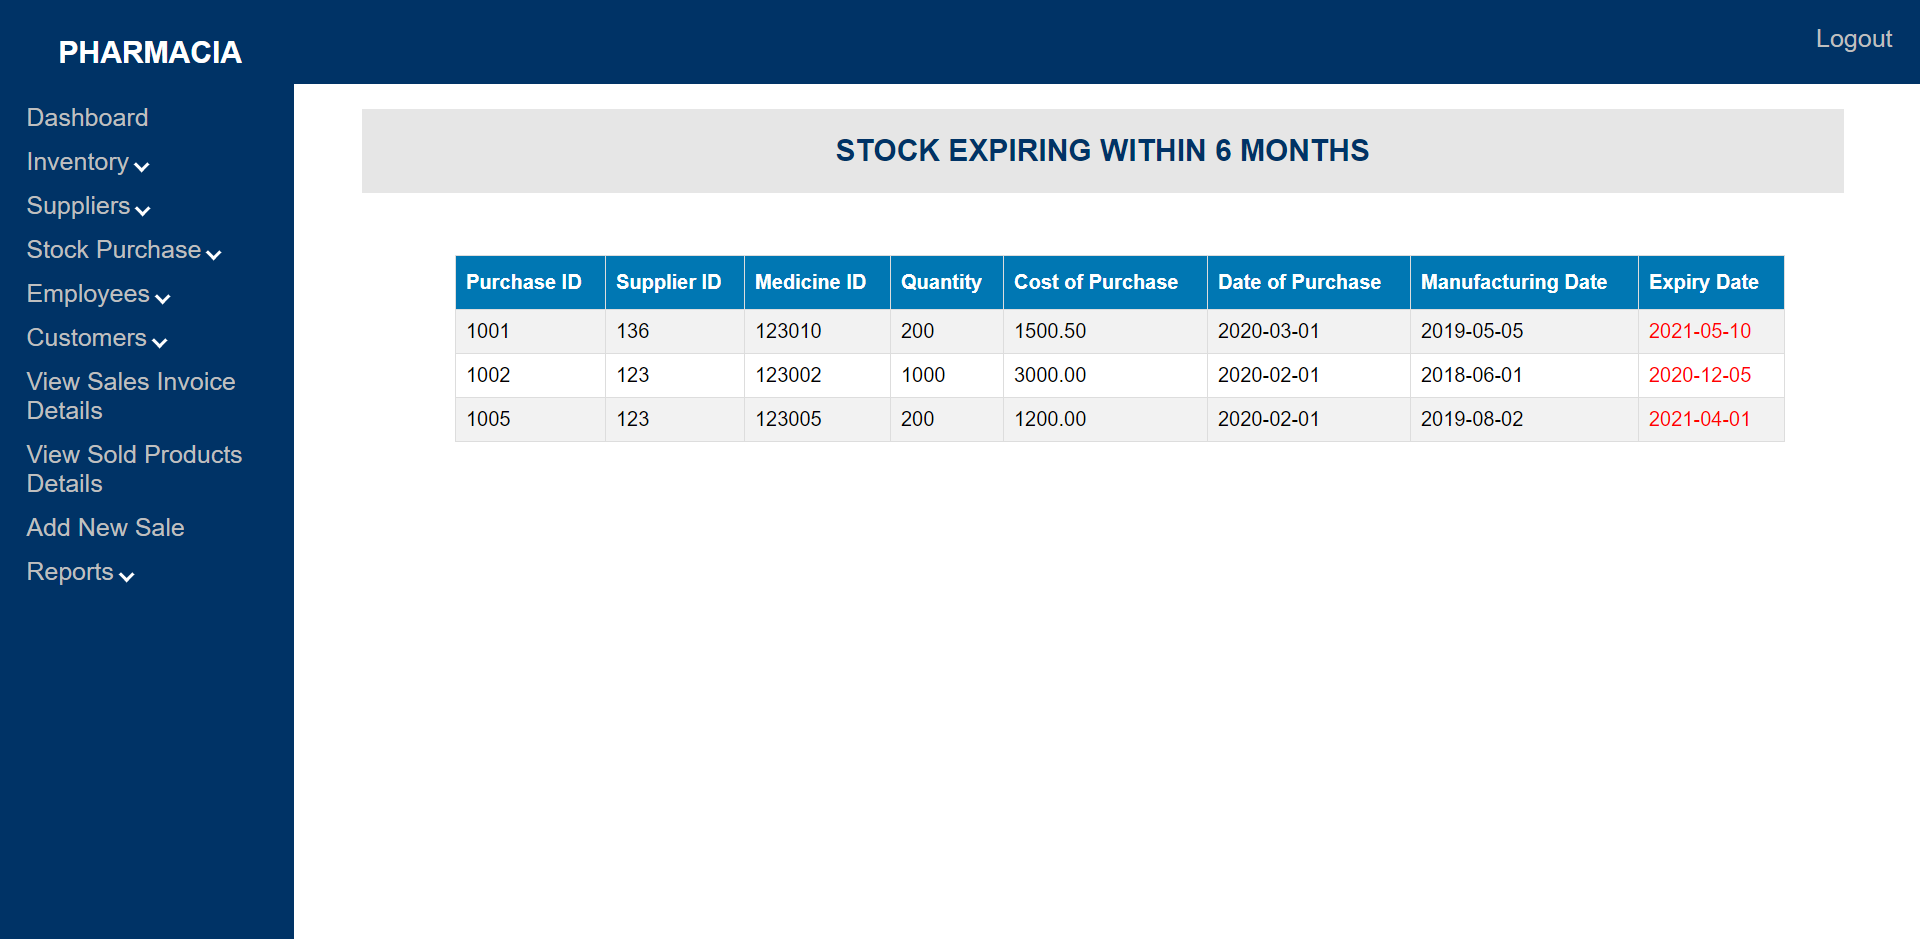 PHARMACIA
Logout
Dashboard
Inventory
Suppliers
Stock Purchase
Employees
Customers
View Sales Invoice
Details
View Sold Products
Details
Add New Sale
Reports
STOCK EXPIRING WITHIN 6 MONTHS
Purchase ID Supplier ID Medicine ID Quantity Cost of Purchase Date of Purchase Manufacturing Date Expiry Date
1001 136 123010 200 1500.50 2020-03-01 2019-05-05 2021-05-10
1002 123 123002 1000 3000.00 2020-02-01 2018-06-01 2020-12-05
1005 123 123005 200 1200.00 2020-02-01 2019-08-02 2021-04-01